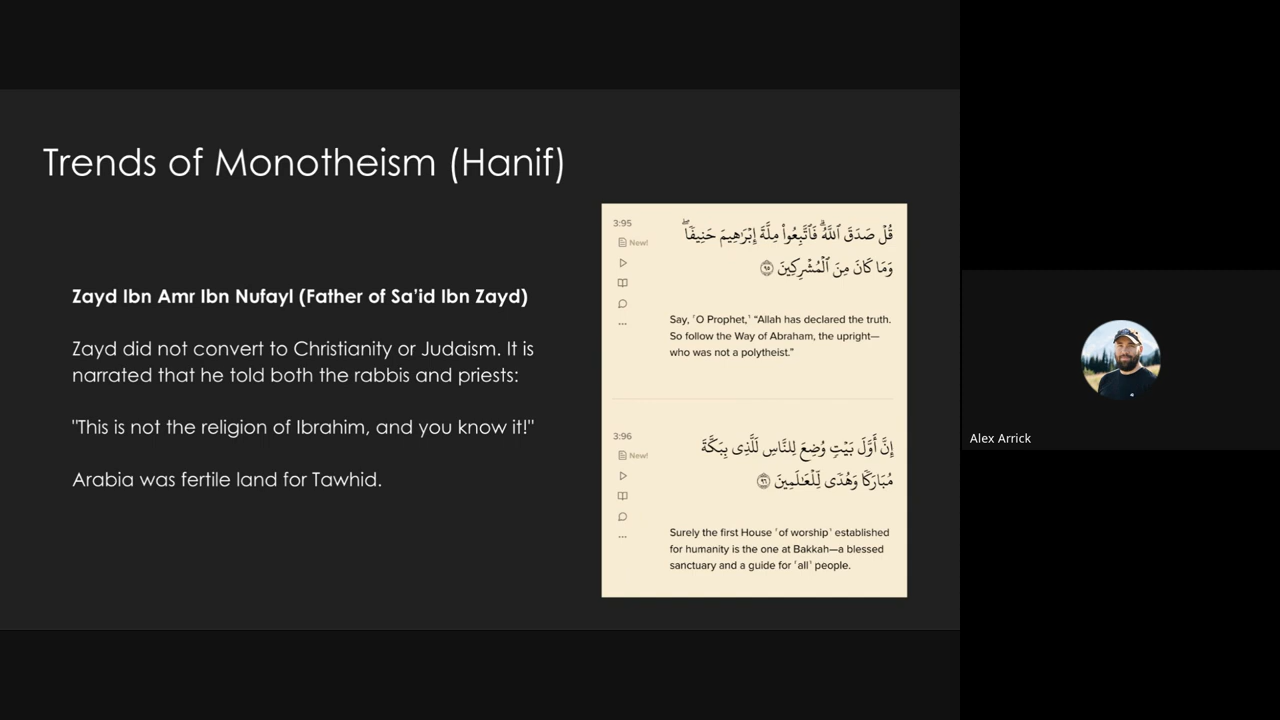 Trends of Monotheism (Hanif)
Zayd Ibn Amr Ibn Nufayl (Father of Sa'id Ibn Zayd)
Zayd did not convert to Christianity or Judaism. It is
narrated that he told both the rabbis and priests:
"This is not the religion of Ibrahim, and you know it!"
Arabia was fertile land for Tawhid.
3:95
New!
قُلْ صَدَقَ ٱللَّهُ ۗ فَٱتَّبِعُوا۟ مِلَّةَ إِبْرَٰهِيمَ حَنِيفًۭا ۖ
وَمَا كَانَ مِنَ ٱلْمُشْرِكِينَ ٩٥
Say, ˹O Prophet,˺ “Allah has declared the truth.
So follow the Way of Abraham, the upright—
who was not a polytheist.”
3:96
New!
إِنَّ أَوَّلَ بَيْتٍۢ وُضِعَ لِلنَّاسِ لَلَّذِى بِبَكَّةَ
مُبَارَكًۭا وَهُدًۭى لِّلْعَـٰلَمِينَ ٩٦
Surely the first House ˹of worship˺ established
for humanity is the one at Bakkah—a blessed
sanctuary and a guide for ˹all˺ people.
Alex Arrick